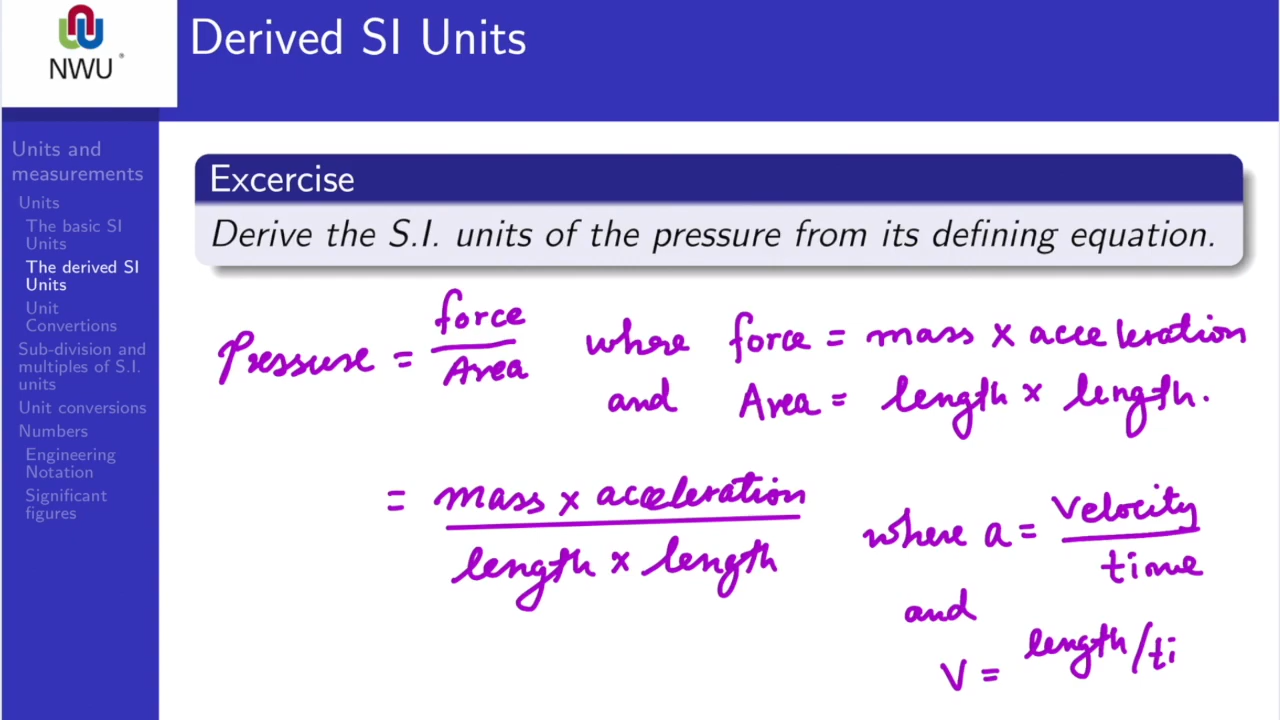 Derived SI Units
NWU
Units and
measurements
Units
The basic SI
Units
The derived SI
Units
Unit
Convertions
Sub-division and
multiples of S.I.
units
Unit conversions
Numbers
Engineering
Notation
Significant
figures
Excercise
Derive the S.I. units of the pressure from its defining equation.
Pressure = force / Area where force = mass x acceleration
and Area = length x length.
= mass x acceleration / length x length where a = velocity / time
and
V = length/ti